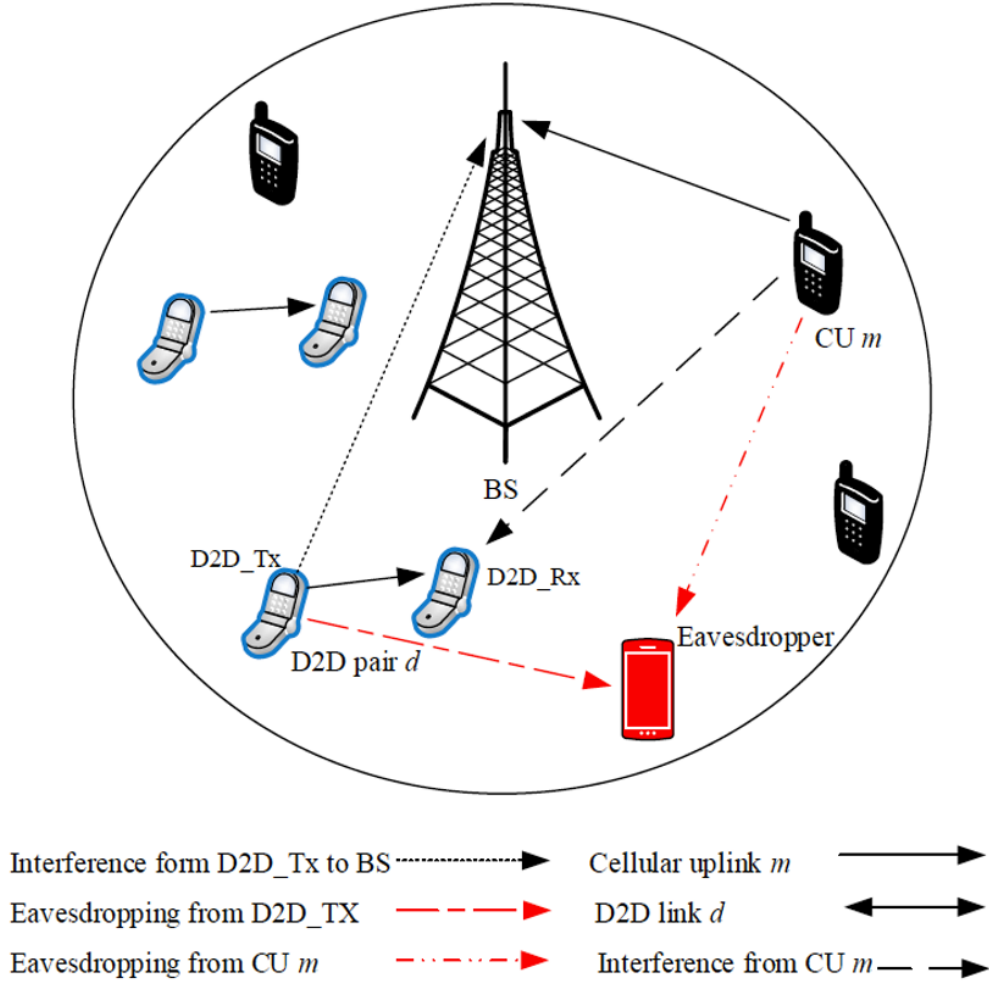 CU m
BS
D2D_Tx
D2D_Rx
Eavesdropper
D2D pair d
Interference form D2D_Tx to BS
Cellular uplink m
Eavesdropping from D2D_TX
D2D link d
Eavesdropping from CU m
Interference from CU m